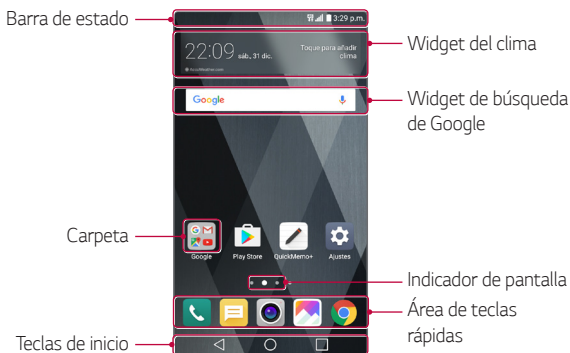 Barra de estado
3:29 p.m.
22:09 sáb., 31 dic.
Toque para añadir
clima
AccuWeather.com
Widget del clima
Google
Widget de búsqueda
de Google
Carpeta
Google
Play Store
QuickMemo+
Ajustes
Indicador de pantalla
Área de teclas
rápidas
Teclas de inicio